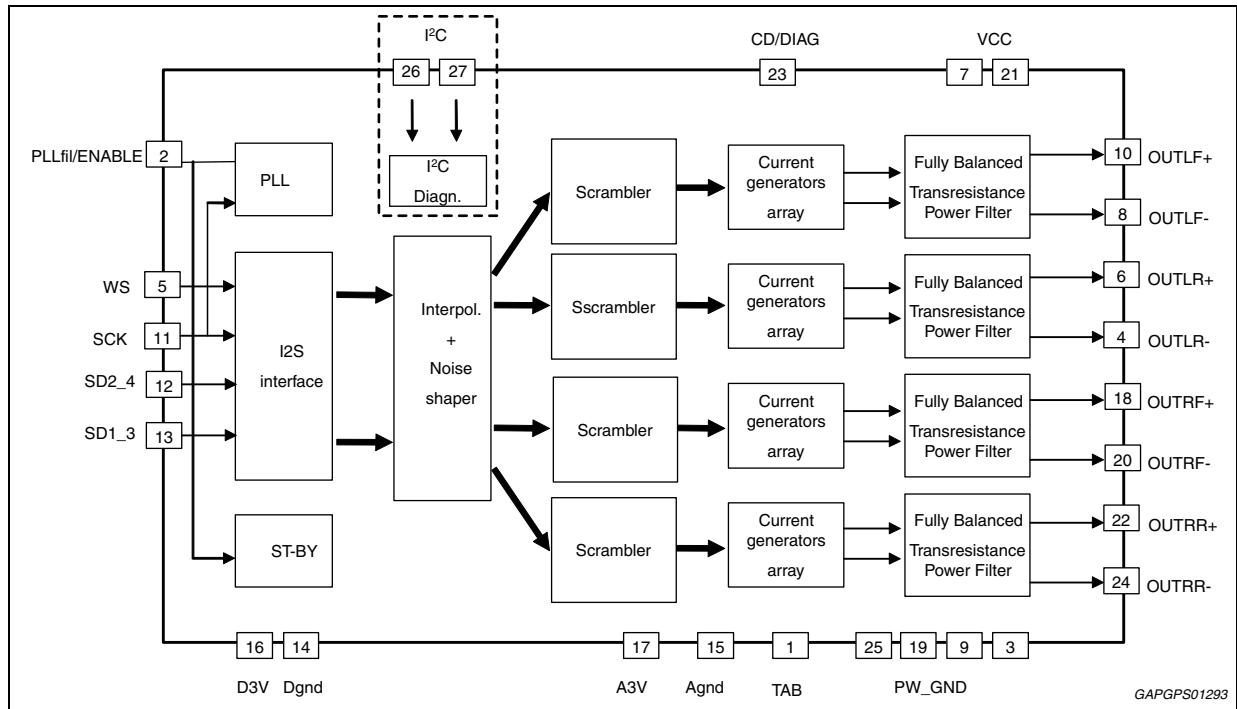 I²C
CD/DIAG
VCC
26
27
23
7
21
PLLfil/ENABLE
2
PLL
I²C
Diagn.
Scrambler
Current
generators
array
Fully Balanced
Transresistance
Power Filter
10
OUTLF+
8
OUTLF-
WS
5
SCK
11
SD2_4
12
SD1_3
13
I2S
interface
Interpol.
+
Noise
shaper
Sscrambler
Current
generators
array
Fully Balanced
Transresistance
Power Filter
6
OUTLR+
4
OUTLR-
Scrambler
Current
generators
array
Fully Balanced
Transresistance
Power Filter
18
OUTRF+
20
OUTRF-
ST-BY
Scrambler
Current
generators
array
Fully Balanced
Transresistance
Power Filter
22
OUTRR+
24
OUTRR-
16
14
17
15
1
25
19
9
3
D3V
Dgnd
A3V
Agnd
TAB
PW_GND
GAPGPS01293